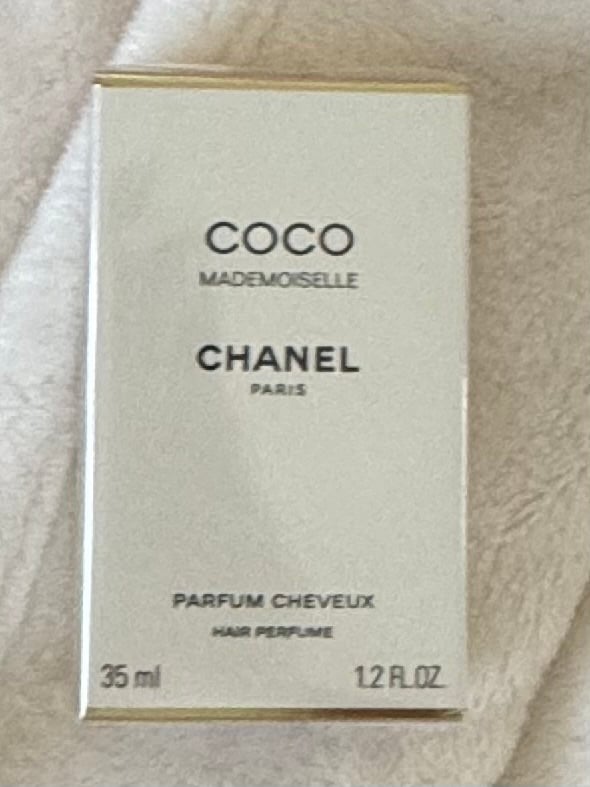 COCO
MADEMOISELLE
CHANEL
PARIS
PARFUM CHEVEUX
HAIR PERFUME
35 ml 1.2 FL.OZ.